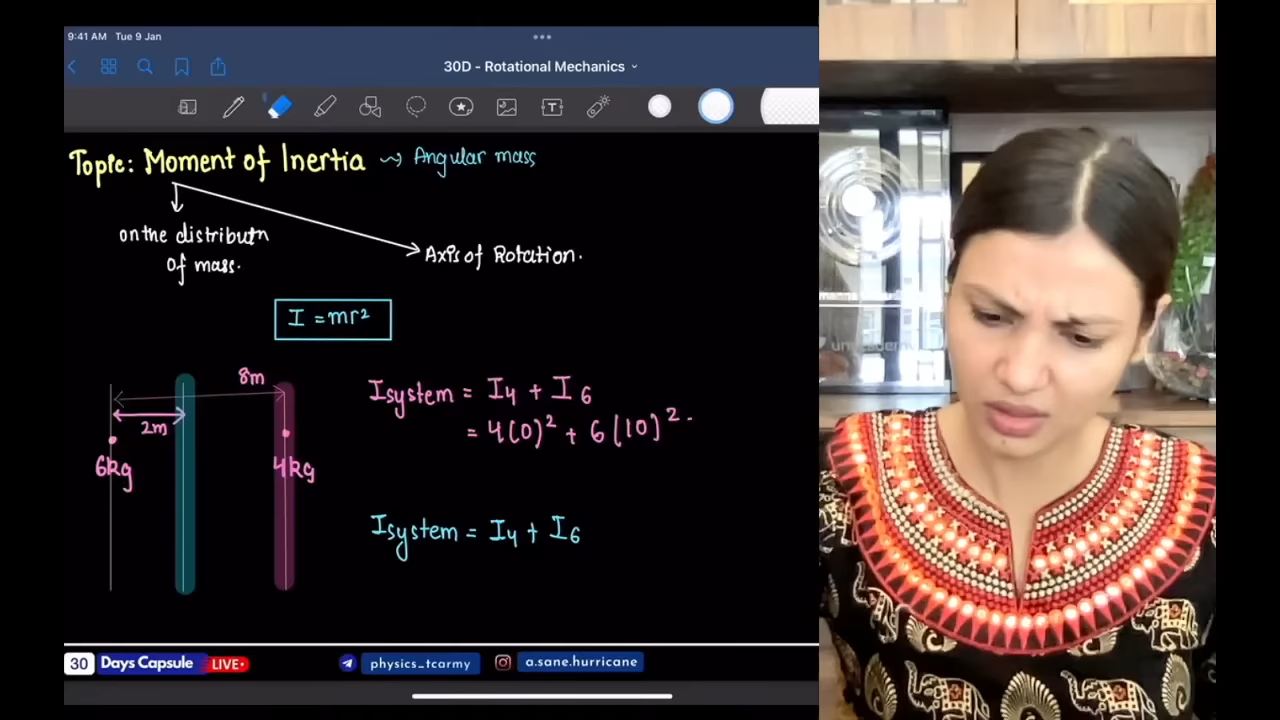 9:41 AM Tue 9 Jan
30D - Rotational Mechanics
Topic: Moment of Inertia ~> Angular mass
on the distributn
of mass.
Axis of Rotation.
I = mr²
8m
2m
6kg
4kg
Isystem = I4 + I6
= 4(0)² + 6(10)²
Isystem = I4 + I6
30 Days Capsule LIVE
physics_tcarmy
a.sane.hurricane